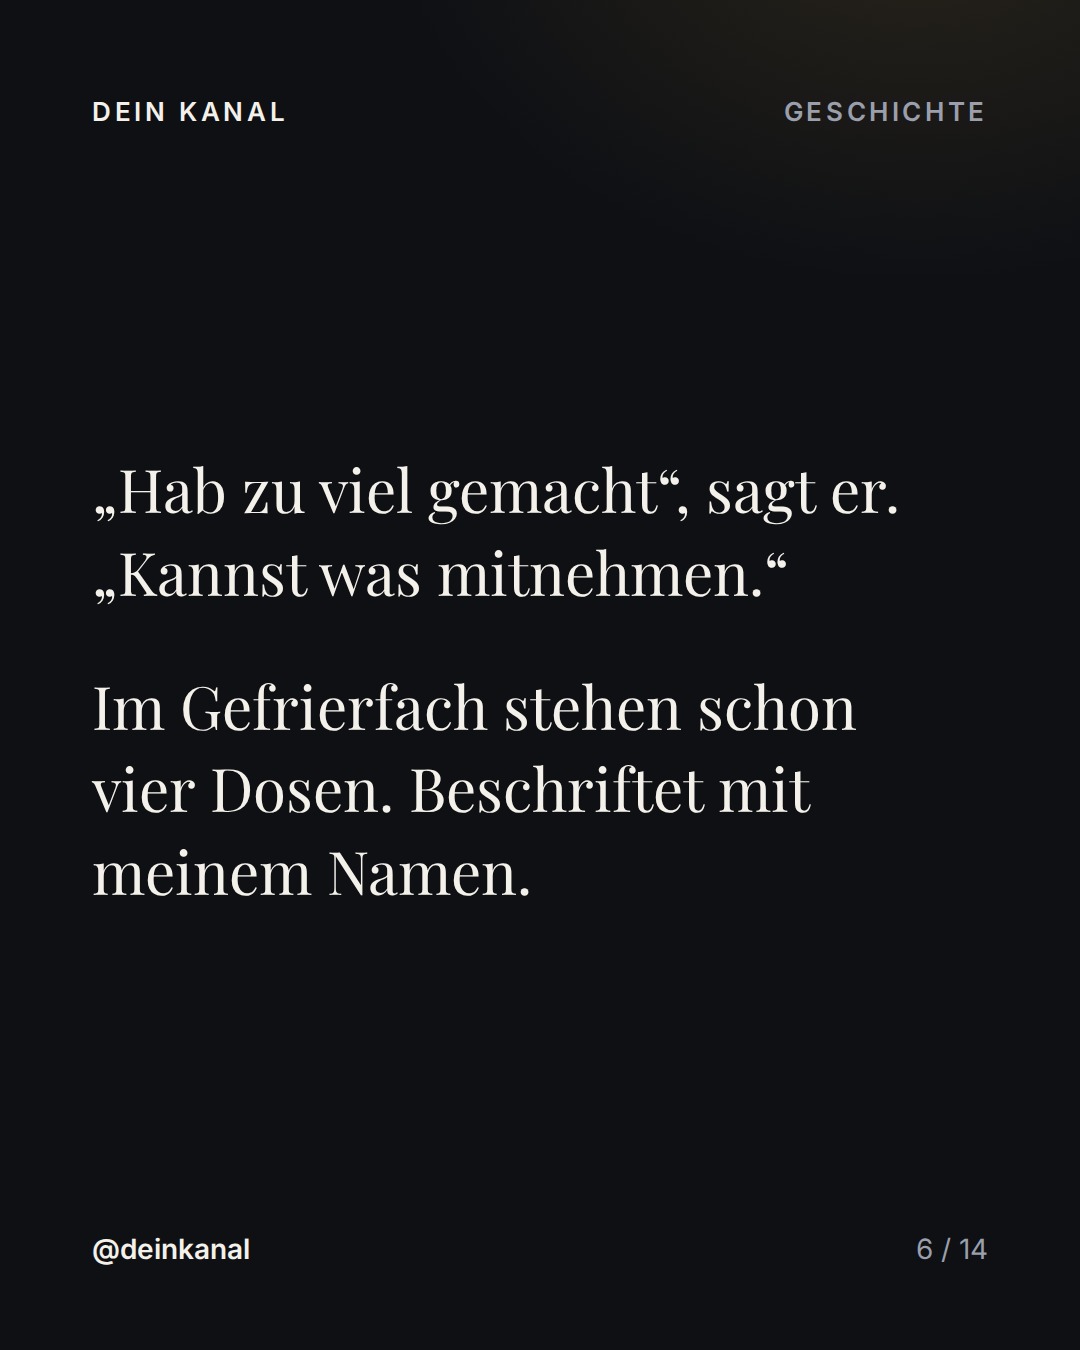 DEIN KANAL
GESCHICHTE
„Hab zu viel gemacht“, sagt er.
„Kannst was mitnehmen.“
Im Gefrierfach stehen schon
vier Dosen. Beschriftet mit
meinem Namen.
@deinkanal
6 / 14